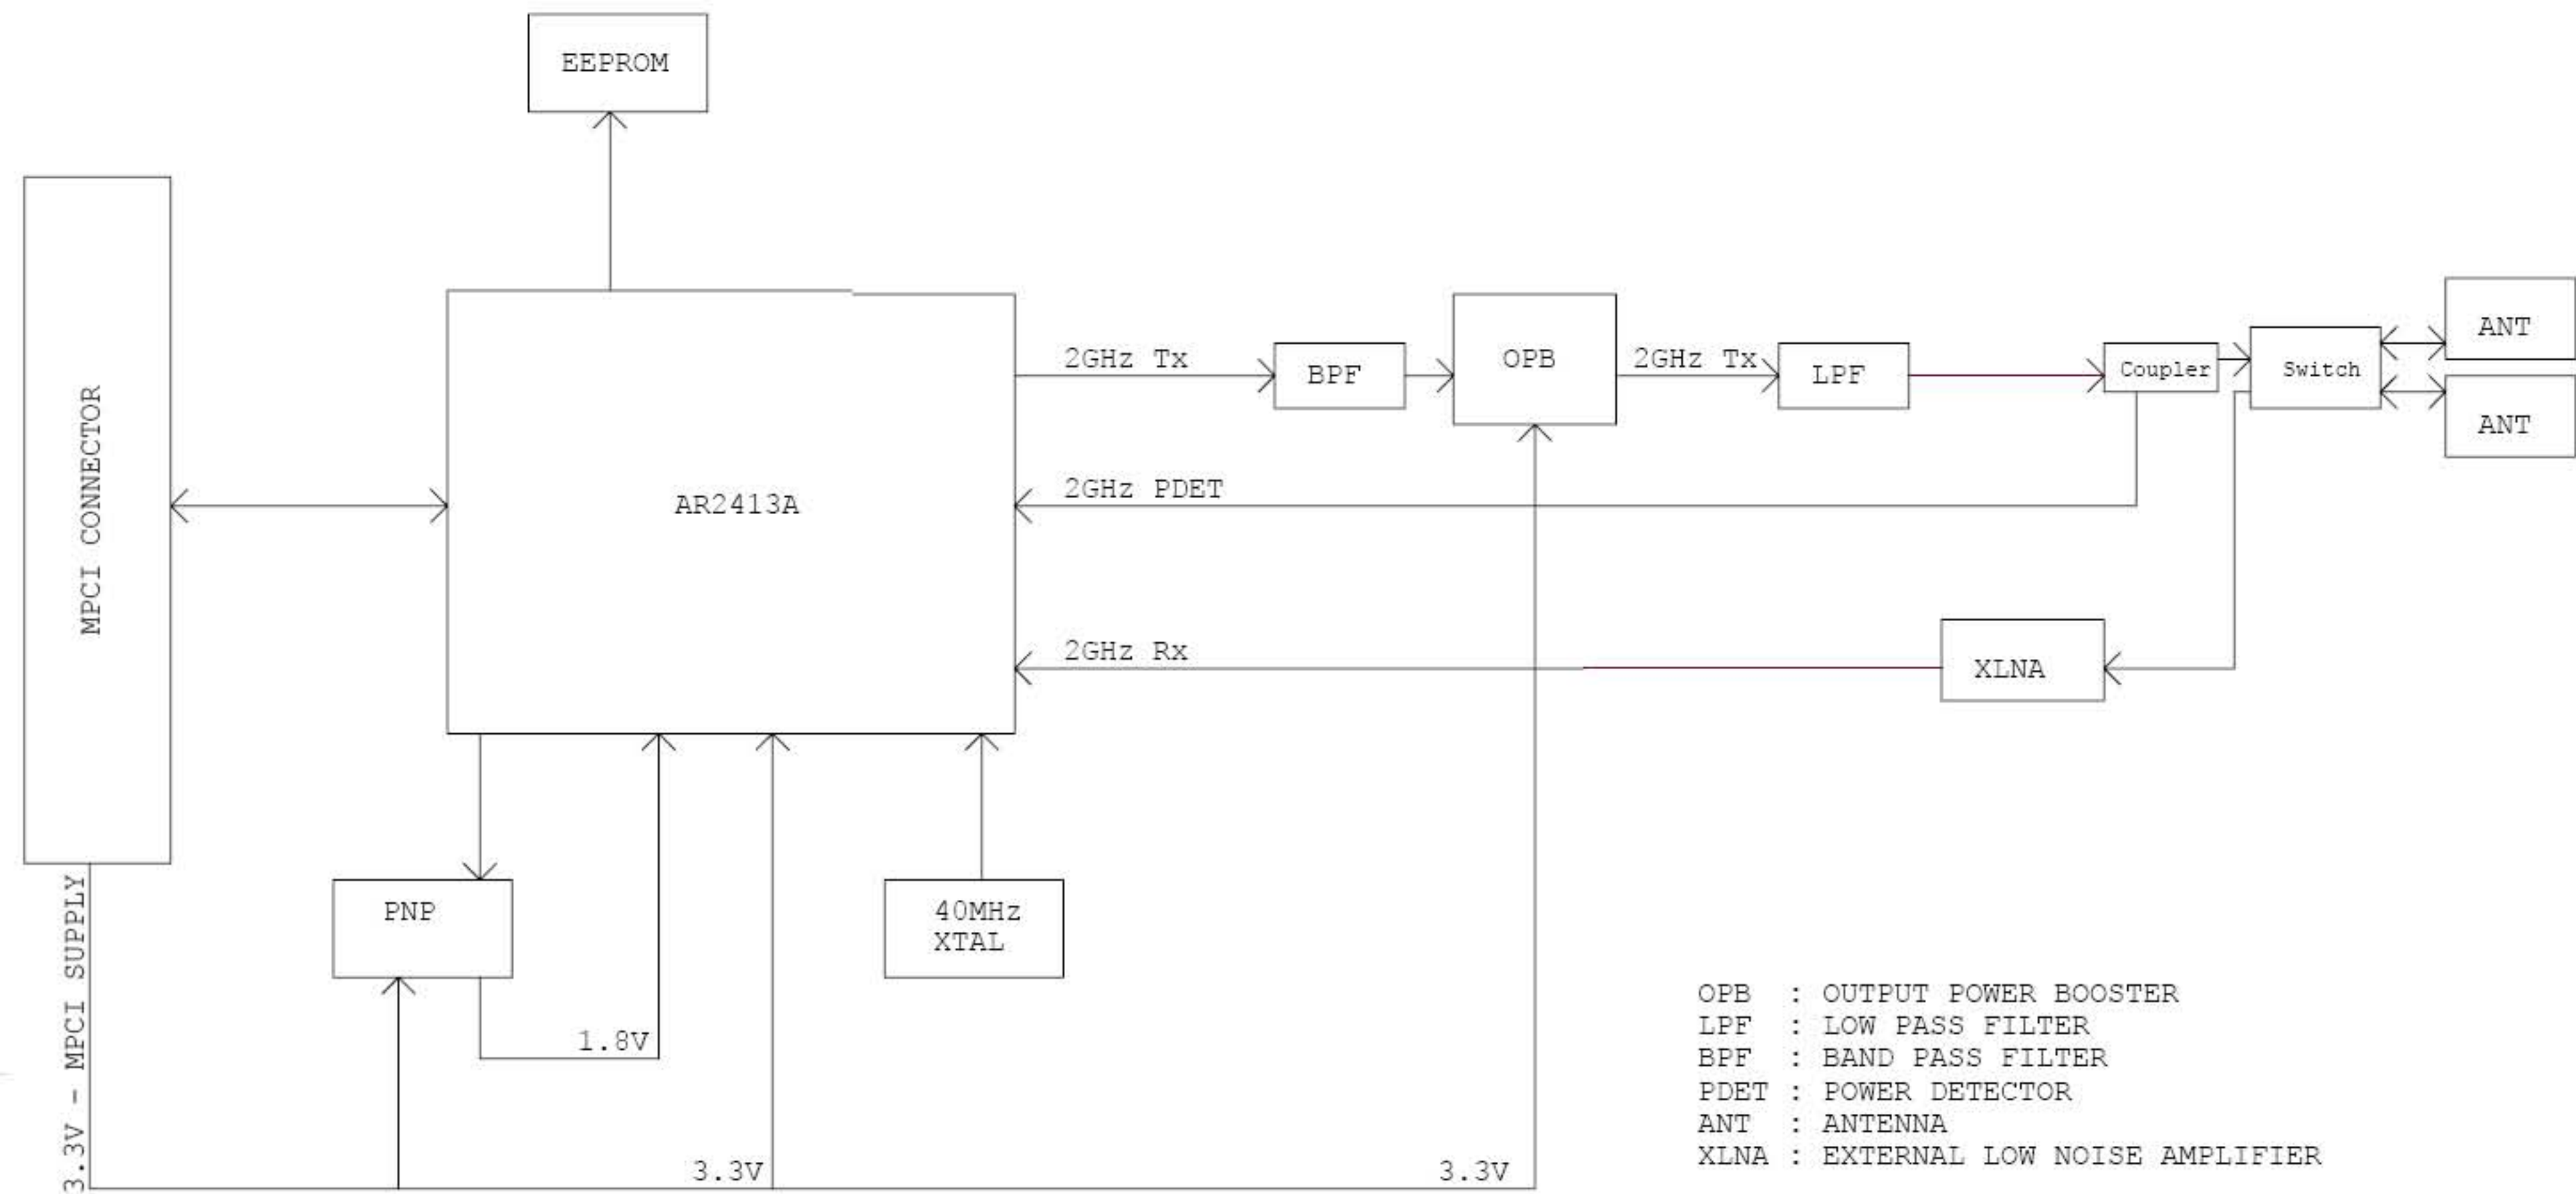 EEPROM
MPCI CONNECTOR
AR2413A
2GHz Tx
BPF
OPB
2GHz Tx
LPF
Coupler
Switch
ANT
ANT
2GHz PDET
2GHz Rx
XLNA
PNP
40MHz
XTAL
1.8V
3.3V - MPCI SUPPLY
3.3V
3.3V
OPB : OUTPUT POWER BOOSTER
LPF : LOW PASS FILTER
BPF : BAND PASS FILTER
PDET : POWER DETECTOR
ANT : ANTENNA
XLNA : EXTERNAL LOW NOISE AMPLIFIER